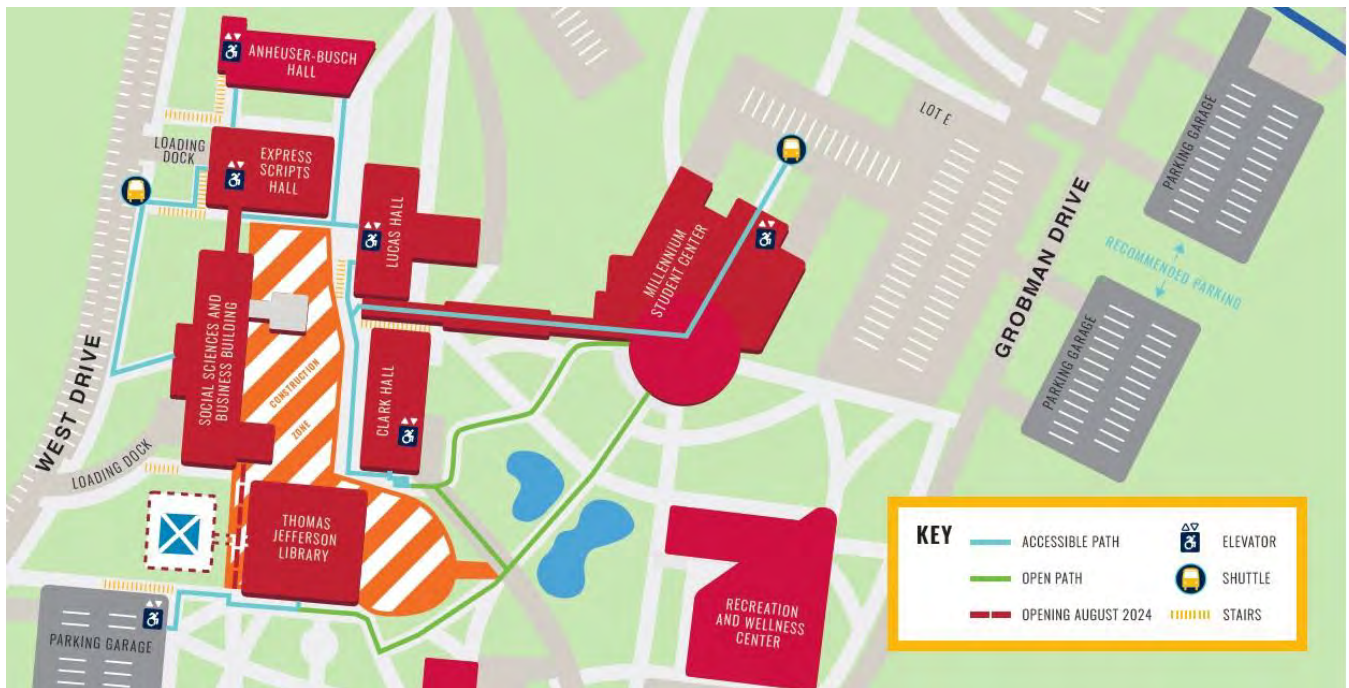 ANHEUSER-BUSCH
HALL
LOADING
DOCK
EXPRESS
SCRIPTS
HALL
LUCAS HALL
MILLENNIUM
STUDENT CENTER
LOT E
PARKING GARAGE
GROBMAN DRIVE
RECOMMENDED PARKING
PARKING GARAGE
WEST DRIVE
SOCIAL SCIENCES AND
BUSINESS BUILDING
CONSTRUCTION
ZONE
CLARK HALL
LOADING DOCK
THOMAS
JEFFERSON
LIBRARY
PARKING GARAGE
RECREATION
AND WELLNESS
CENTER
KEY
ACCESSIBLE PATH
ELEVATOR
OPEN PATH
SHUTTLE
OPENING AUGUST 2024
STAIRS